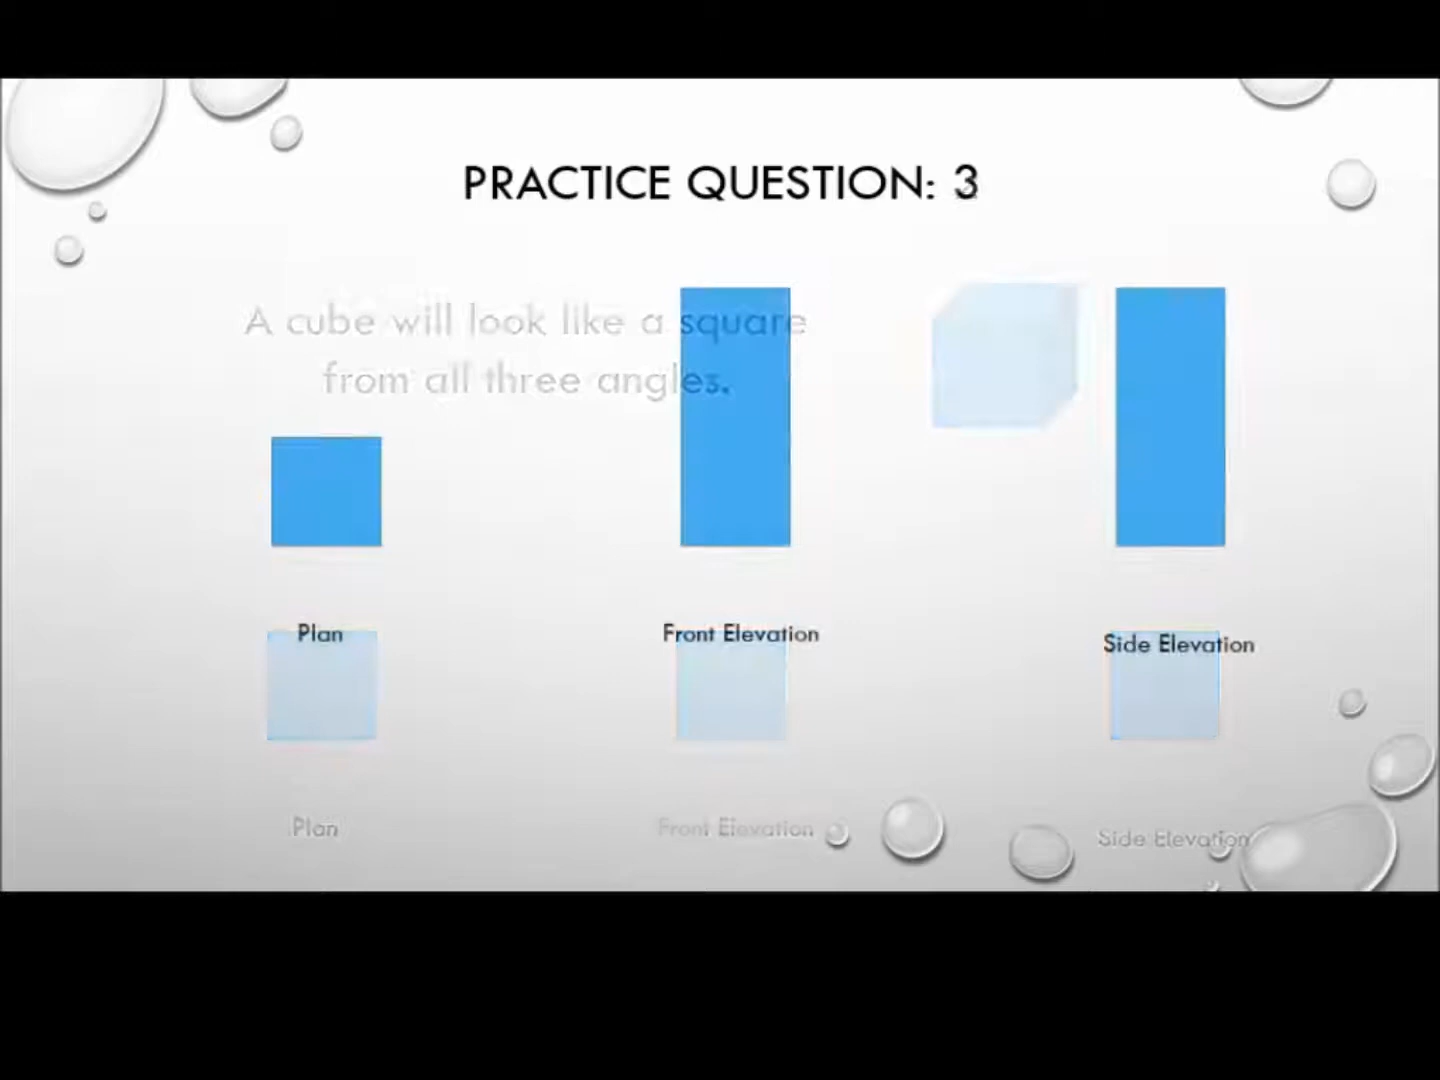 PRACTICE QUESTION: 3
A cube will look like a square
from all three angles.
Plan
Front Elevation
Side Elevation
Plan
Front Elevation
Side Elevation